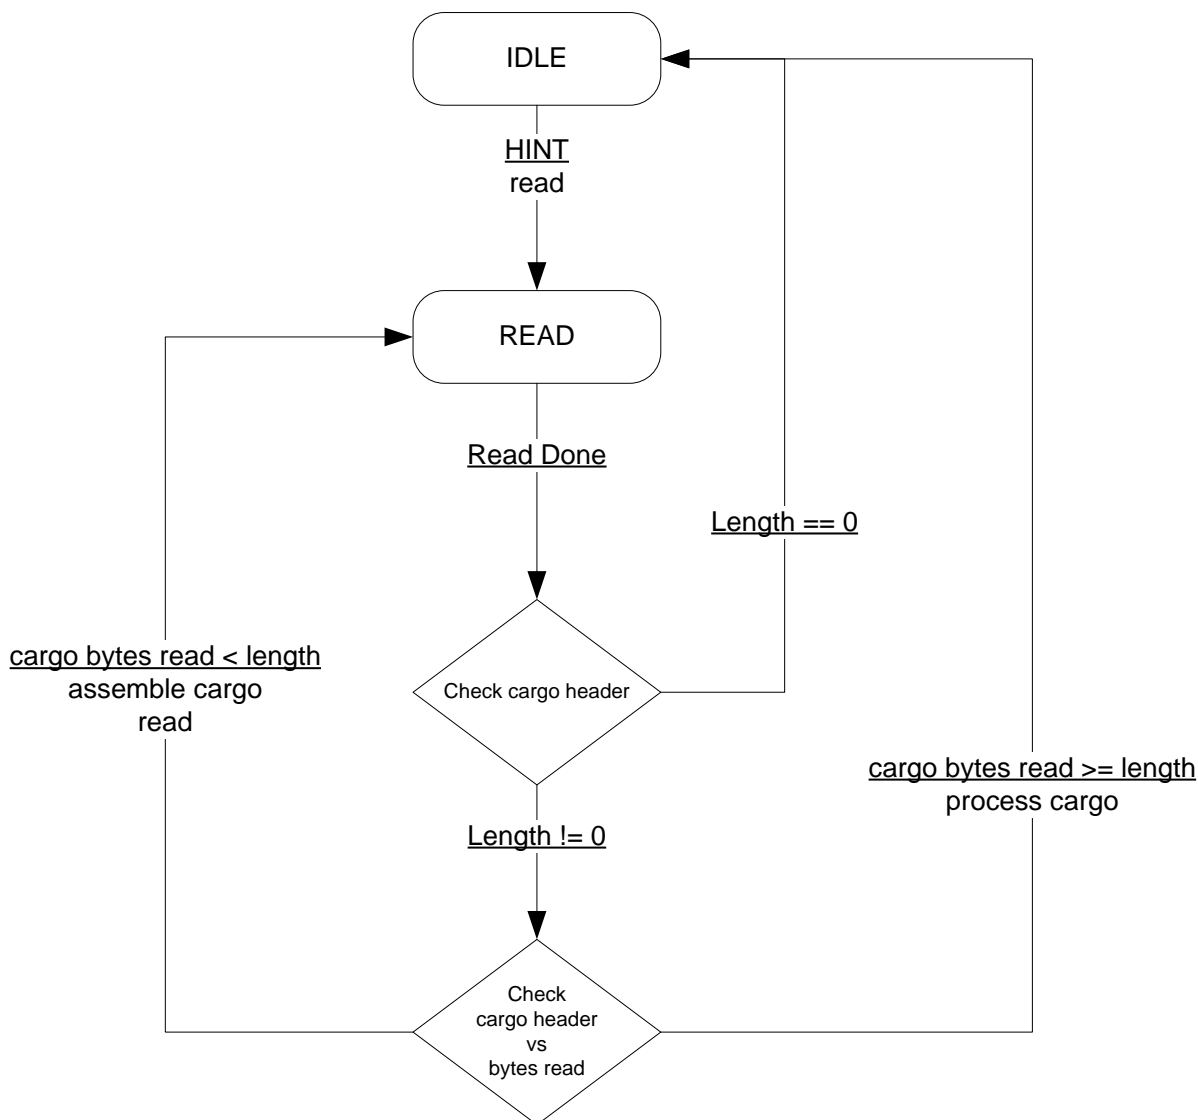 IDLE
HINT
read
READ
Read Done
Length == 0
cargo bytes read < length
assemble cargo
read
Check cargo header
cargo bytes read >= length
process cargo
Length != 0
Check
cargo header
vs
bytes read